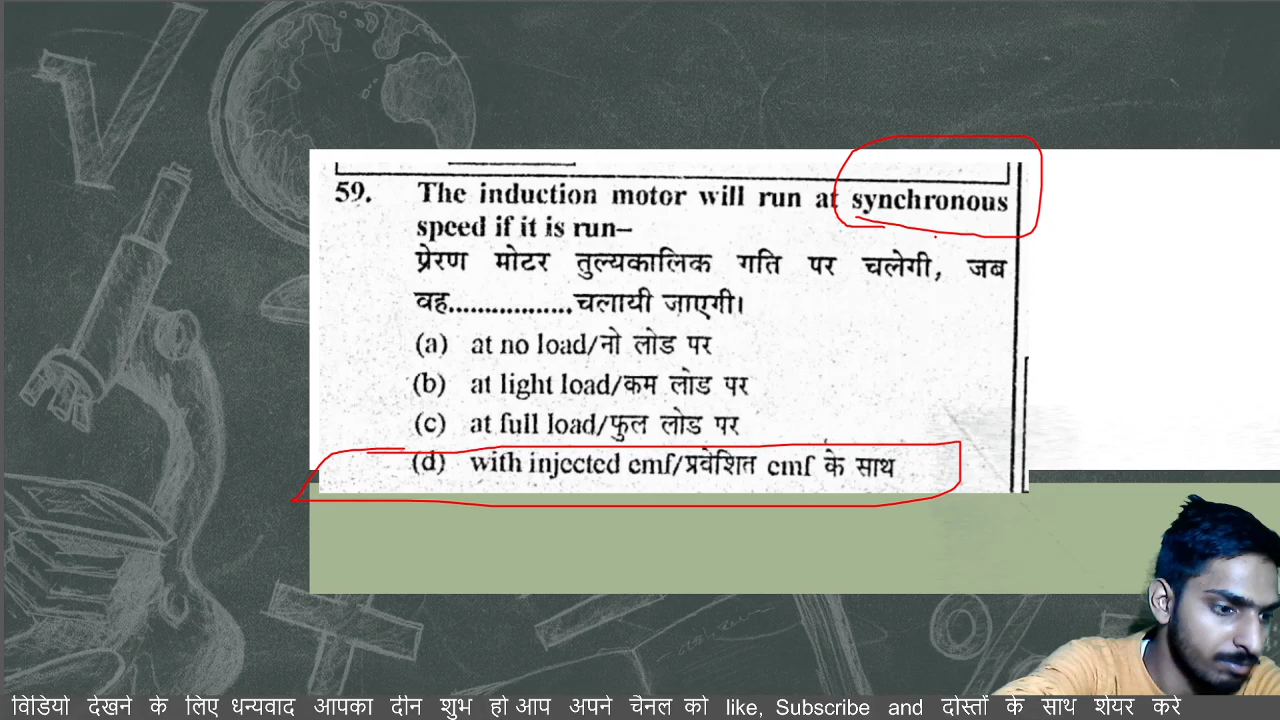 59. The induction motor will run at synchronous
speed if it is run–
प्रेरण मोटर तुल्यकालिक गति पर चलेगी, जब
वह.................चलायी जाएगी।
(a) at no load/नो लोड पर
(b) at light load/कम लोड पर
(c) at full load/फुल लोड पर
(d) with injected emf/प्रवेशित emf के साथ
विडियो देखने के लिए धन्यवाद आपका दीन शुभ हो आप अपने चैनल को like, Subscribe and दोस्तों के साथ शेयर करे